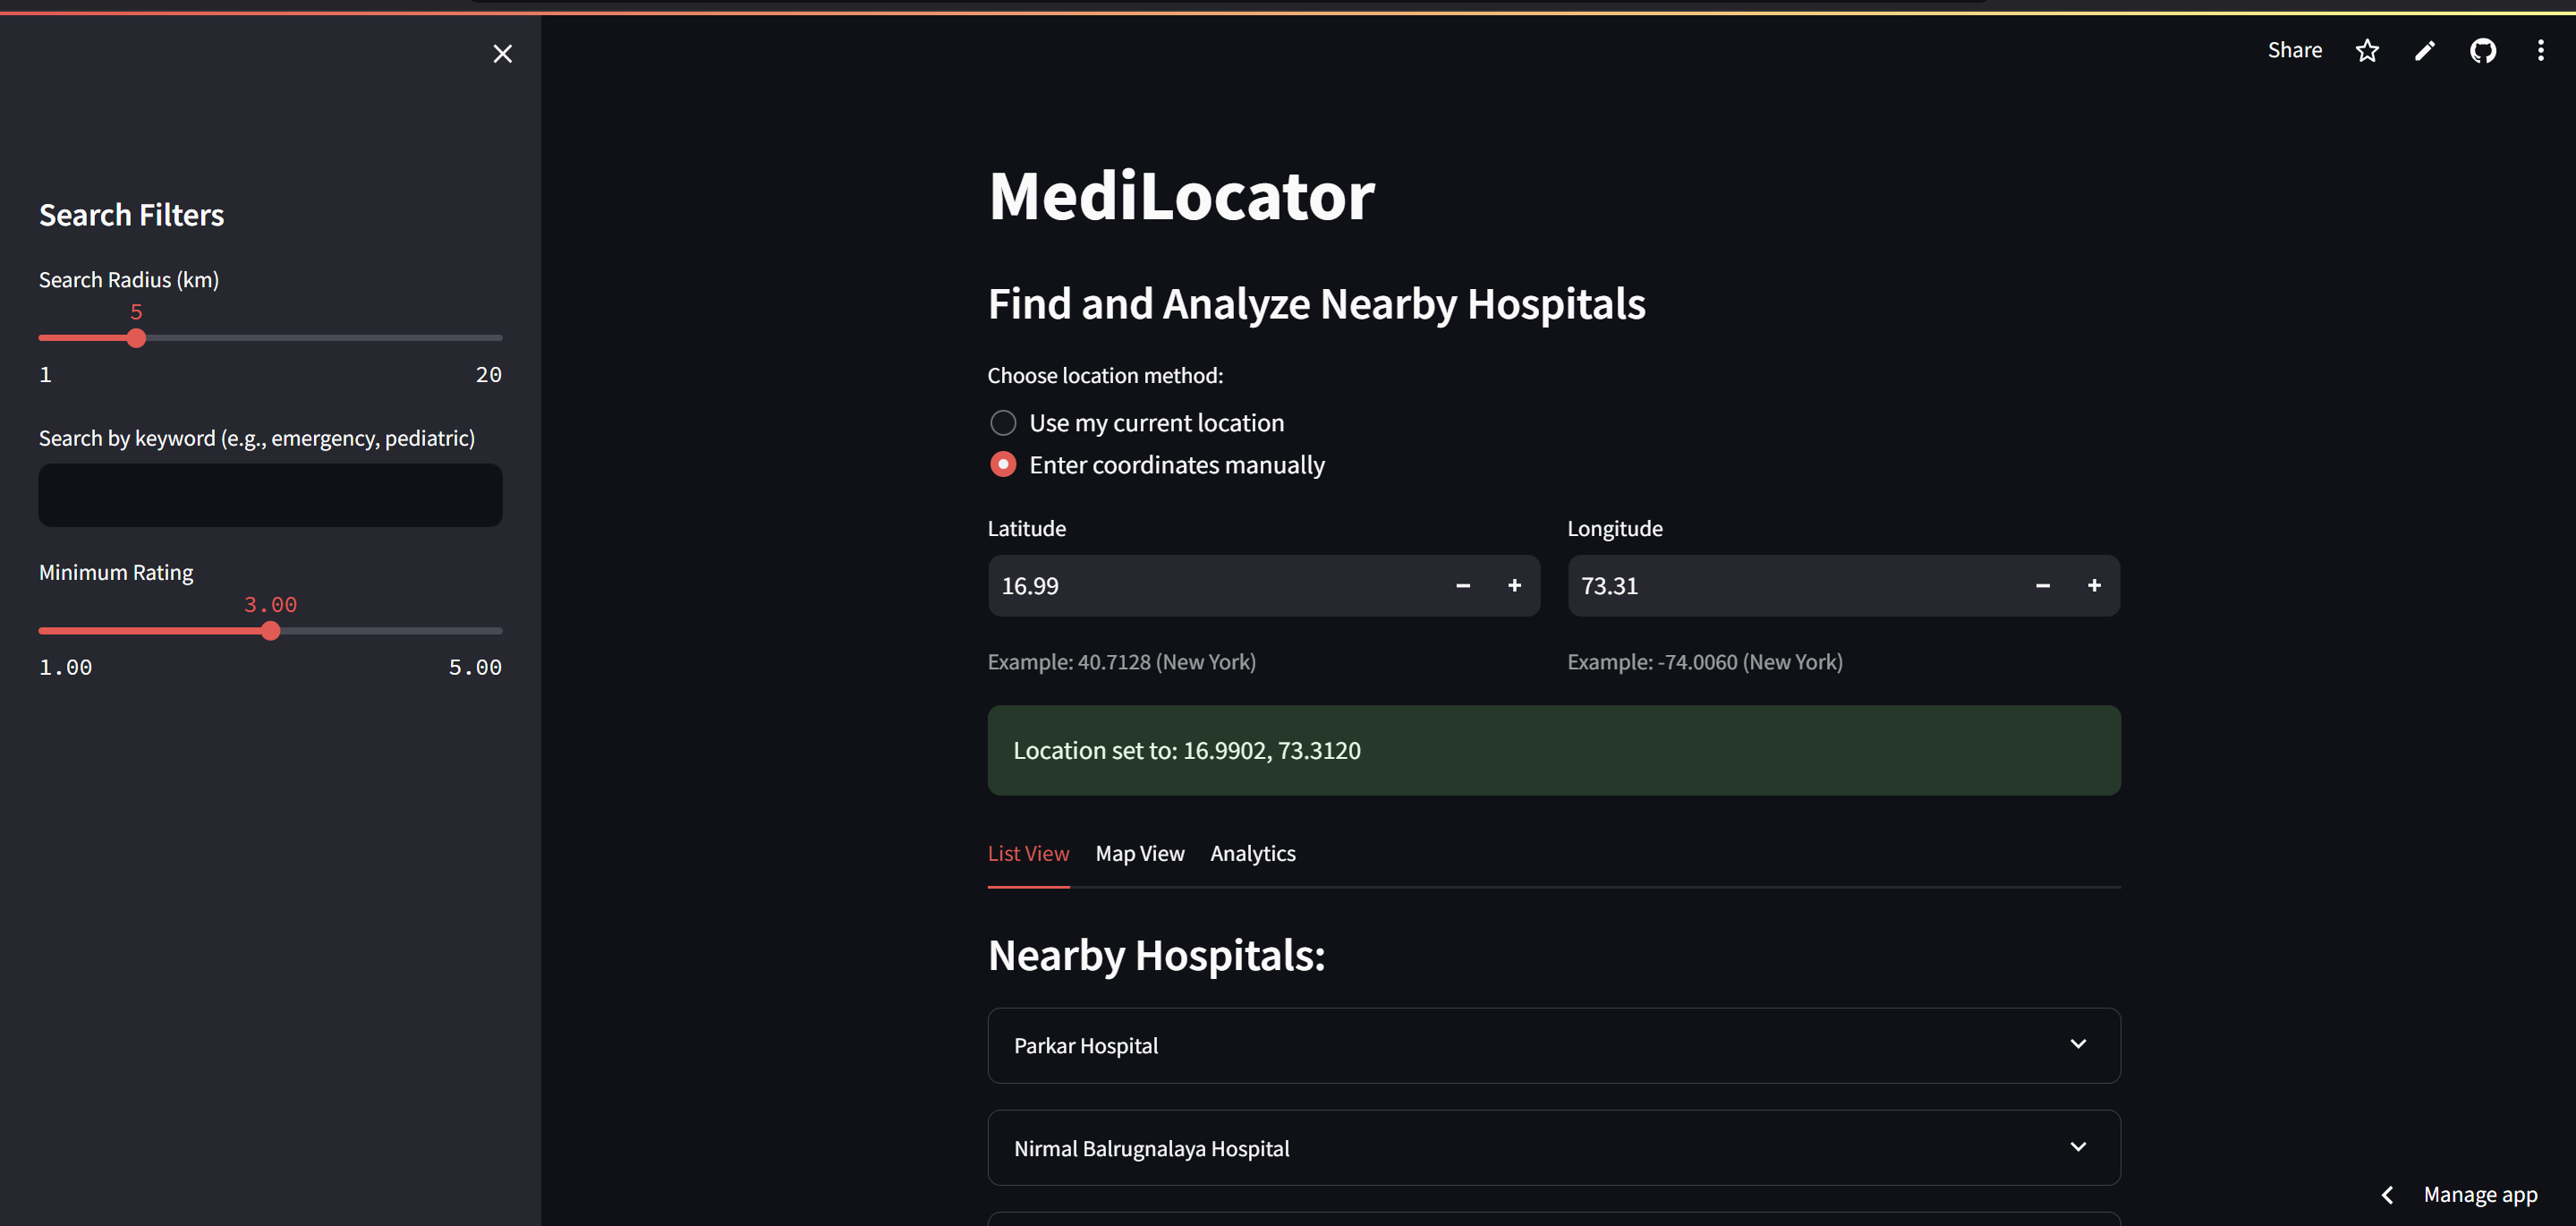 Share
Search Filters
Search Radius (km)
5
1 20
Search by keyword (e.g., emergency, pediatric)
Minimum Rating
3.00
1.00 5.00
MediLocator
Find and Analyze Nearby Hospitals
Choose location method:
Use my current location
Enter coordinates manually
Latitude Longitude
16.99 73.31
Example: 40.7128 (New York) Example: -74.0060 (New York)
Location set to: 16.9902, 73.3120
List View Map View Analytics
Nearby Hospitals:
Parkar Hospital
Nirmal Balrugnalaya Hospital
Manage app